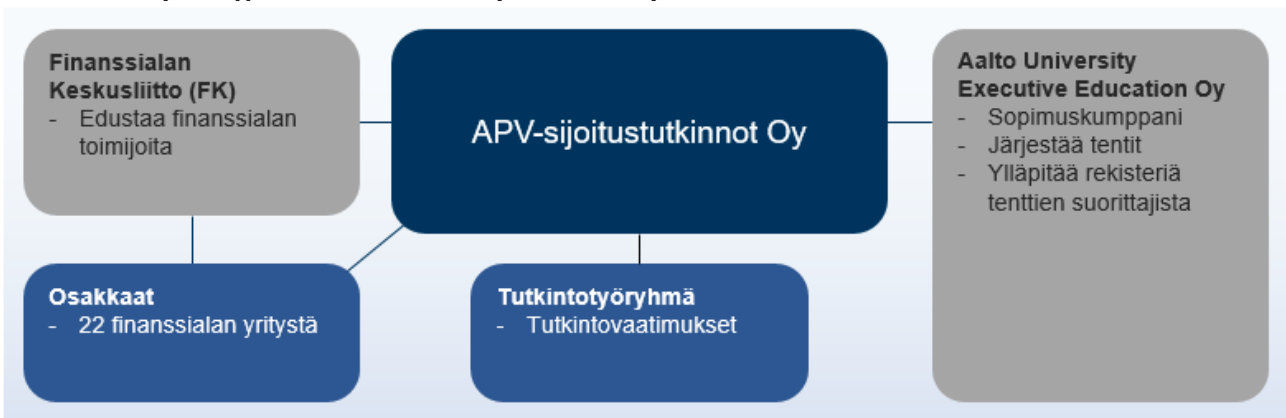 Finanssialan
Keskusliitto (FK)
- Edustaa finanssialan
toimijoita
APV-sijoitustutkinnot Oy
Aalto University
Executive Education Oy
- Sopimuskumppani
- Järjestää tentit
- Ylläpitää rekisteriä
tenttien suorittajista
Osakkaat
- 22 finanssialan yritystä
Tutkintotyöryhmä
- Tutkintovaatimukset